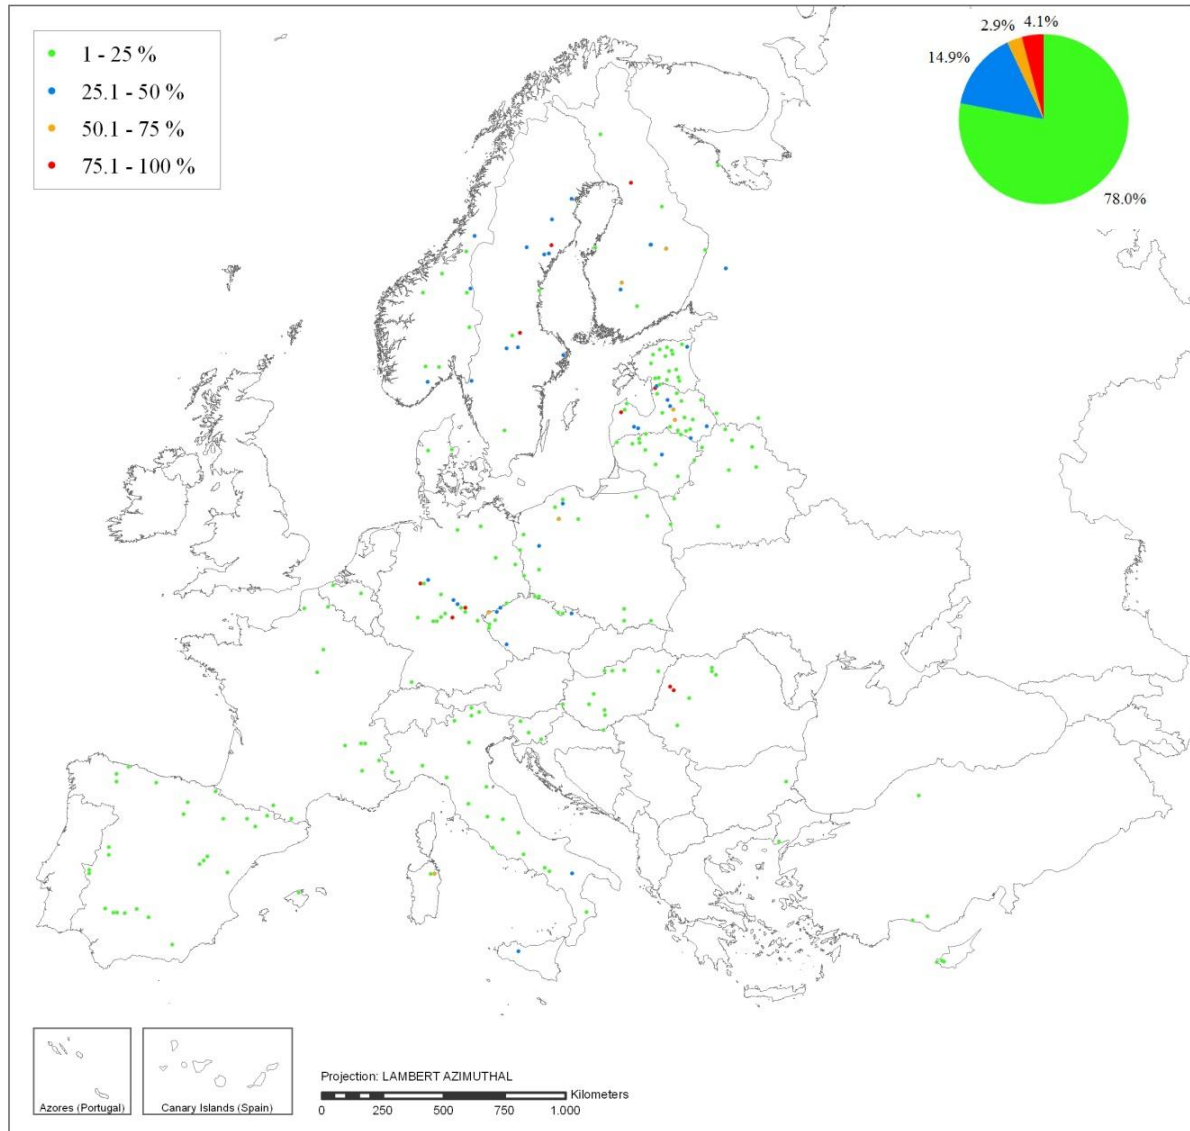 1 - 25 %
25.1 - 50 %
50.1 - 75 %
75.1 - 100 %
2.9%
4.1%
14.9%
78.0%
Projection: LAMBERT AZIMUTHAL
Kilometers
0 250 500 750 1.000
Azores (Portugal)
Canary Islands (Spain)